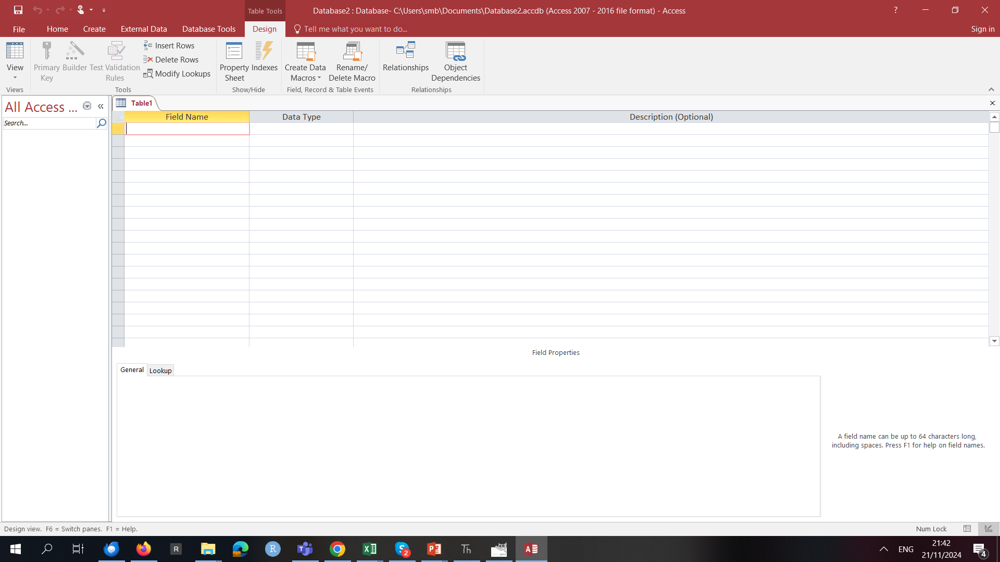 Table Tools
Database2 : Database- C:\Users\smb\Documents\Database2.accdb (Access 2007 - 2016 file format) - Access
?
File
Home
Create
External Data
Database Tools
Design
Tell me what you want to do...
Sign in
View
Primary Key
Builder
Test Validation Rules
Insert Rows
Delete Rows
Modify Lookups
Property Sheet
Indexes
Create Data Macros
Rename/ Delete Macro
Relationships
Object Dependencies
Views
Tools
Show/Hide
Field, Record & Table Events
Relationships
All Access ...
Search...
Table1
Field Name
Data Type
Description (Optional)
Field Properties
General
Lookup
A field name can be up to 64 characters long,
including spaces. Press F1 for help on field names.
Design view.  F6 = Switch panes.  F1 = Help.
Num Lock
R
R
T
X
S
2
P
Th
A
ENG
21:42
21/11/2024
4